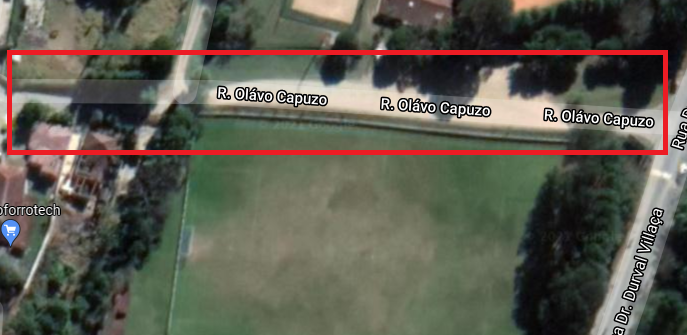 R. Olávo Capuzo
R. Olávo Capuzo
R. Olávo Capuzo
Rua D
oforrotech
a Dr. Durval Villaça